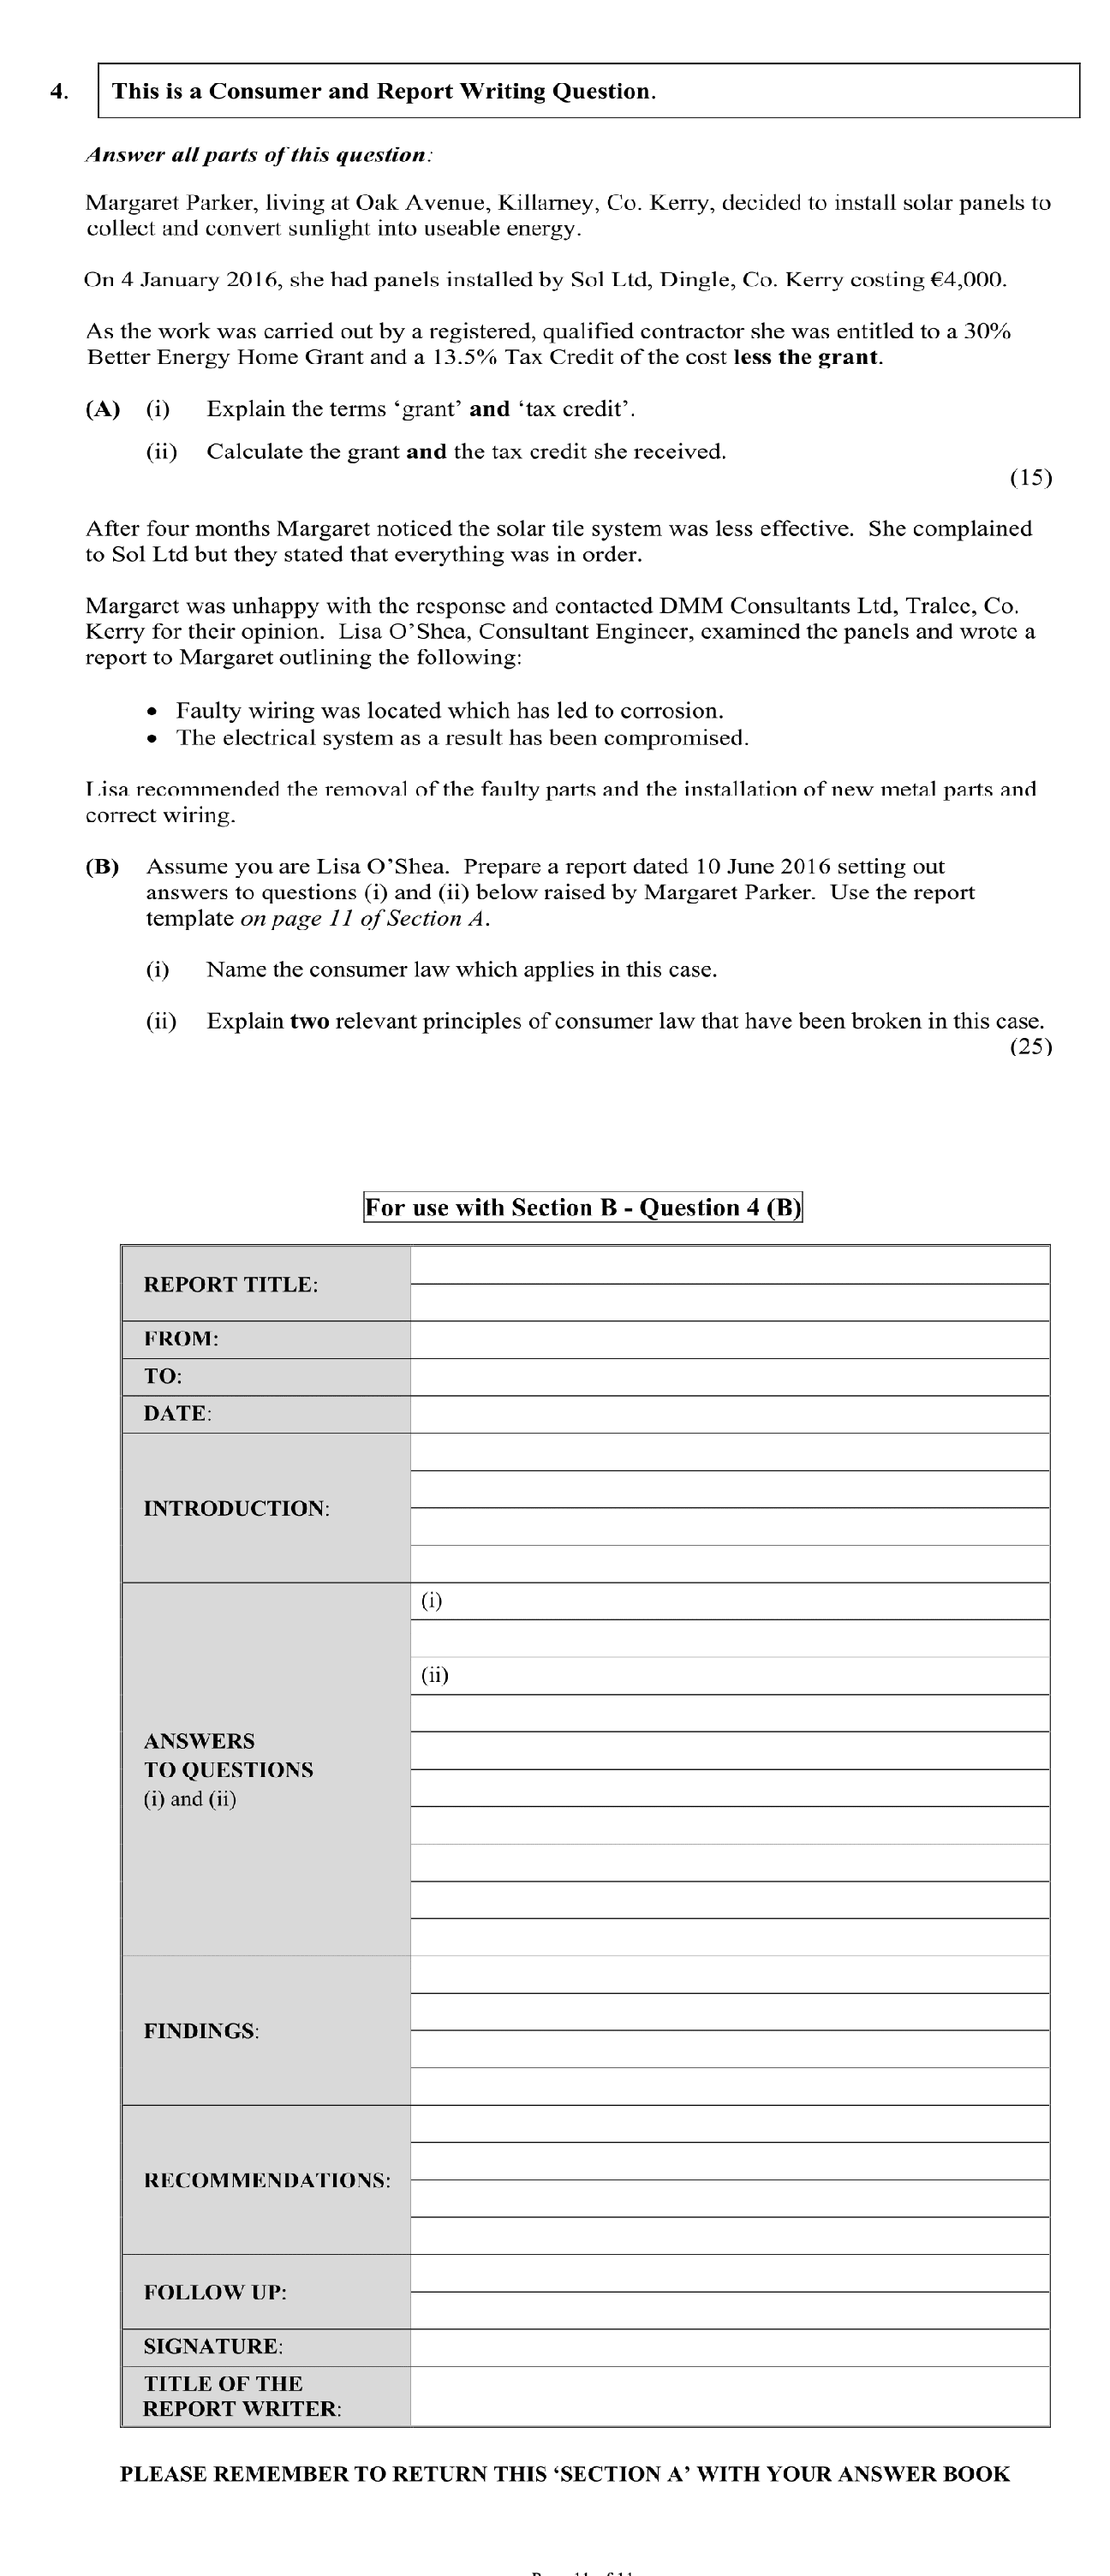 4. This is a Consumer and Report Writing Question.
Answer all parts of this question:
Margaret Parker, living at Oak Avenue, Killarney, Co. Kerry, decided to install solar panels to
collect and convert sunlight into useable energy.
On 4 January 2016, she had panels installed by Sol Ltd, Dingle, Co. Kerry costing €4,000.
As the work was carried out by a registered, qualified contractor she was entitled to a 30%
Better Energy Home Grant and a 13.5% Tax Credit of the cost less the grant.
(A) (i) Explain the terms ‘grant’ and ‘tax credit’.
(ii) Calculate the grant and the tax credit she received.
(15)
After four months Margaret noticed the solar tile system was less effective. She complained
to Sol Ltd but they stated that everything was in order.
Margaret was unhappy with the response and contacted DMM Consultants Ltd, Tralee, Co.
Kerry for their opinion. Lisa O’Shea, Consultant Engineer, examined the panels and wrote a
report to Margaret outlining the following:
• Faulty wiring was located which has led to corrosion.
• The electrical system as a result has been compromised.
Lisa recommended the removal of the faulty parts and the installation of new metal parts and
correct wiring.
(B) Assume you are Lisa O’Shea. Prepare a report dated 10 June 2016 setting out
answers to questions (i) and (ii) below raised by Margaret Parker. Use the report
template on page 11 of Section A.
(i) Name the consumer law which applies in this case.
(ii) Explain two relevant principles of consumer law that have been broken in this case.
(25)
For use with Section B - Question 4 (B)
REPORT TITLE:
FROM:
TO:
DATE:
INTRODUCTION:
(i)
(ii)
ANSWERS
TO QUESTIONS
(i) and (ii)
FINDINGS:
RECOMMENDATIONS:
FOLLOW UP:
SIGNATURE:
TITLE OF THE
REPORT WRITER:
PLEASE REMEMBER TO RETURN THIS ‘SECTION A’ WITH YOUR ANSWER BOOK